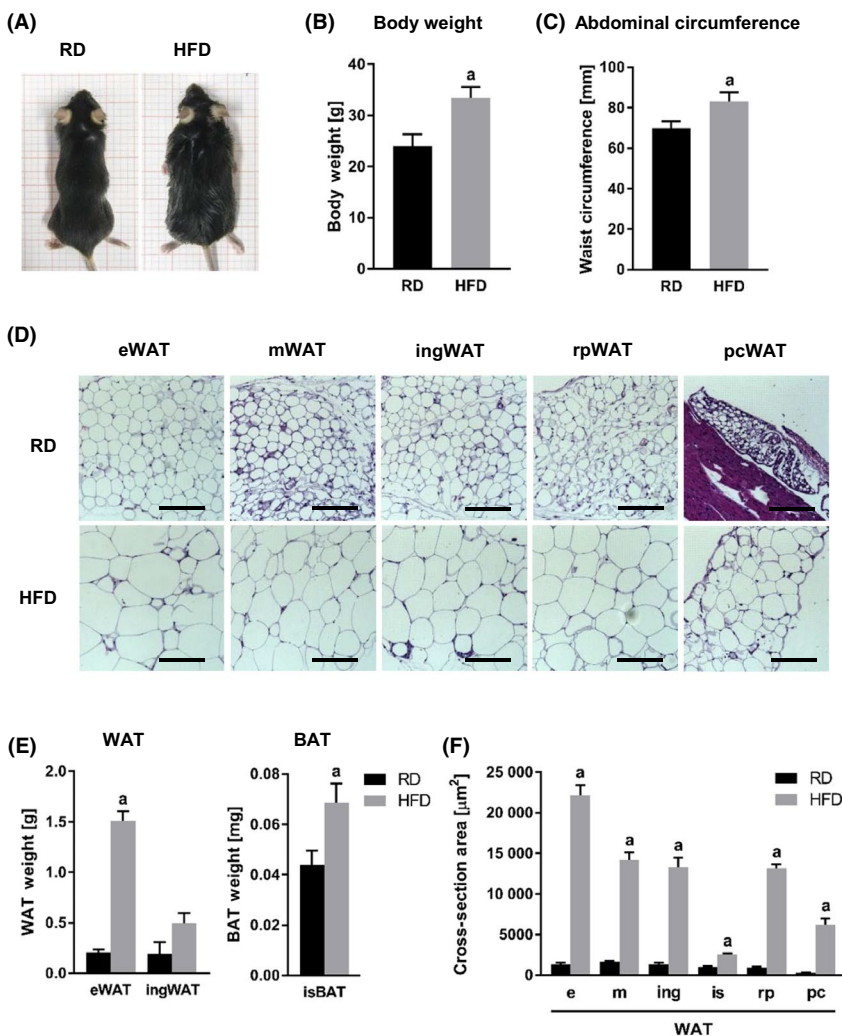 (A)
RD HFD
(B) Body weight
Body weight [g]
40
30
20
10
0
a
RD HFD
(C) Abdominal circumference
Waist circumference [mm]
100
80
60
40
20
0
a
RD HFD
(D)
eWAT mWAT ingWAT rpWAT pcWAT
RD
HFD
(E) WAT
WAT weight [g]
2.0
1.5
1.0
0.5
0.0
a
eWAT ingWAT
BAT
BAT weight [mg]
0.08
0.06
0.04
0.02
0.00
a
isBAT
RD
HFD
(F)
Cross-section area [μm²]
25 000
20 000
15 000
10 000
5000
0
a a a a a a
RD
HFD
e m ing is rp pc
WAT